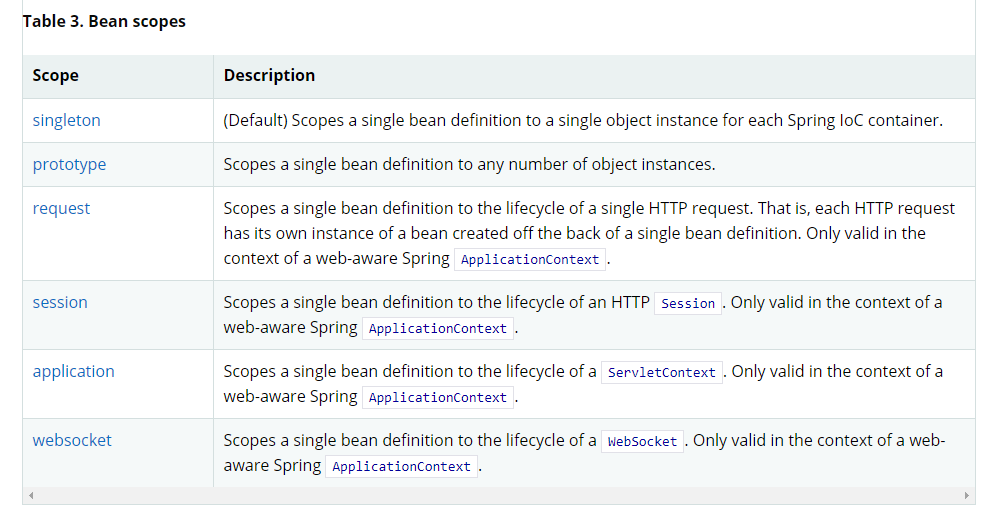 Table 3. Bean scopes
Scope Description
singleton (Default) Scopes a single bean definition to a single object instance for each Spring IoC container.
prototype Scopes a single bean definition to any number of object instances.
request Scopes a single bean definition to the lifecycle of a single HTTP request. That is, each HTTP request
has its own instance of a bean created off the back of a single bean definition. Only valid in the
context of a web-aware Spring ApplicationContext.
session Scopes a single bean definition to the lifecycle of an HTTP Session. Only valid in the context of a
web-aware Spring ApplicationContext.
application Scopes a single bean definition to the lifecycle of a ServletContext. Only valid in the context of a
web-aware Spring ApplicationContext.
websocket Scopes a single bean definition to the lifecycle of a WebSocket. Only valid in the context of a web-
aware Spring ApplicationContext.